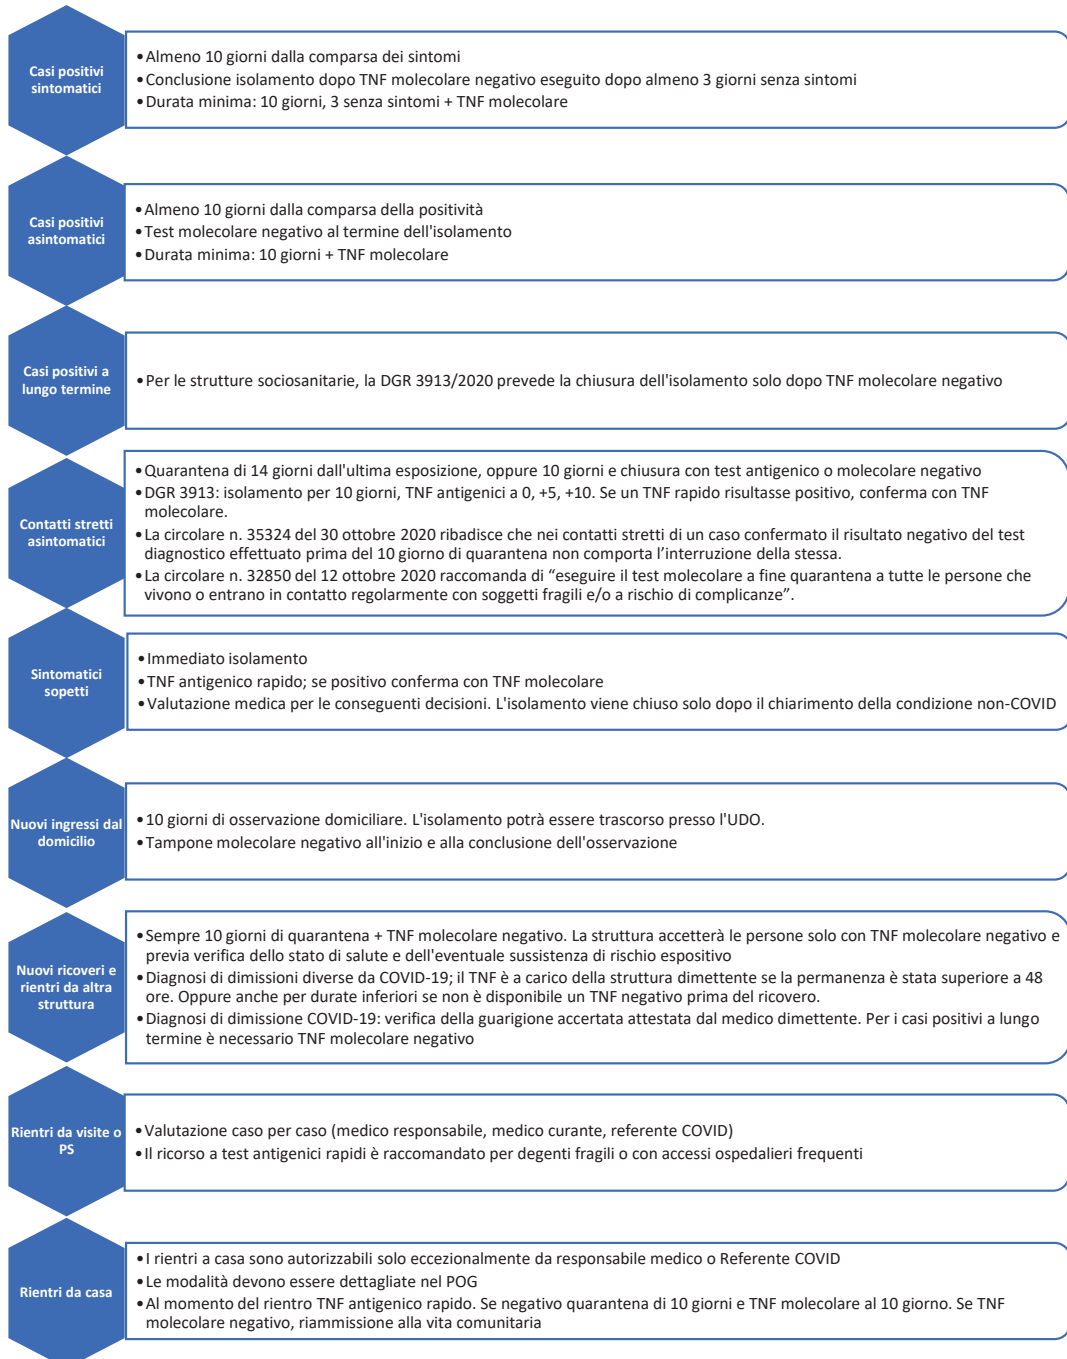 Casi positivi
sintomatici
•Almeno 10 giorni dalla comparsa dei sintomi
•Conclusione isolamento dopo TNF molecolare negativo eseguito dopo almeno 3 giorni senza sintomi
•Durata minima: 10 giorni, 3 senza sintomi + TNF molecolare
Casi positivi
asintomatici
•Almeno 10 giorni dalla comparsa della positività
•Test molecolare negativo al termine dell'isolamento
•Durata minima: 10 giorni + TNF molecolare
Casi positivi a
lungo termine
•Per le strutture sociosanitarie, la DGR 3913/2020 prevede la chiusura dell'isolamento solo dopo TNF molecolare negativo
Contatti stretti
asintomatici
•Quarantena di 14 giorni dall'ultima esposizione, oppure 10 giorni e chiusura con test antigenico o molecolare negativo
•DGR 3913: isolamento per 10 giorni, TNF antigenici a 0, +5, +10. Se un TNF rapido risultasse positivo, conferma con TNF
molecolare.
•La circolare n. 35324 del 30 ottobre 2020 ribadisce che nei contatti stretti di un caso confermato il risultato negativo del test
diagnostico effettuato prima del 10 giorno di quarantena non comporta l’interruzione della stessa.
•La circolare n. 32850 del 12 ottobre 2020 raccomanda di “eseguire il test molecolare a fine quarantena a tutte le persone che
vivono o entrano in contatto regolarmente con soggetti fragili e/o a rischio di complicanze”.
Sintomatici
sopetti
•Immediato isolamento
•TNF antigenico rapido; se positivo conferma con TNF molecolare
•Valutazione medica per le conseguenti decisioni. L'isolamento viene chiuso solo dopo il chiarimento della condizione non-COVID
Nuovi ingressi dal
domicilio
•10 giorni di osservazione domiciliare. L'isolamento potrà essere trascorso presso l'UDO.
•Tampone molecolare negativo all'inizio e alla conclusione dell'osservazione
Nuovi ricoveri e
rientri da altra
struttura
•Sempre 10 giorni di quarantena + TNF molecolare negativo. La struttura accetterà le persone solo con TNF molecolare negativo e
previa verifica dello stato di salute e dell'eventuale sussistenza di rischio espositivo
•Diagnosi di dimissioni diverse da COVID-19; il TNF è a carico della struttura dimettente se la permanenza è stata superiore a 48
ore. Oppure anche per durate inferiori se non è disponibile un TNF negativo prima del ricovero.
•Diagnosi di dimissione COVID-19: verifica della guarigione accertata attestata dal medico dimettente. Per i casi positivi a lungo
termine è necessario TNF molecolare negativo
Rientri da visite o
PS
•Valutazione caso per caso (medico responsabile, medico curante, referente COVID)
•Il ricorso a test antigenici rapidi è raccomandato per degenti fragili o con accessi ospedalieri frequenti
Rientri da casa
•I rientri a casa sono autorizzabili solo eccezionalmente da responsabile medico o Referente COVID
•Le modalità devono essere dettagliate nel POG
•Al momento del rientro TNF antigenico rapido. Se negativo quarantena di 10 giorni e TNF molecolare al 10 giorno. Se TNF
molecolare negativo, riammissione alla vita comunitaria